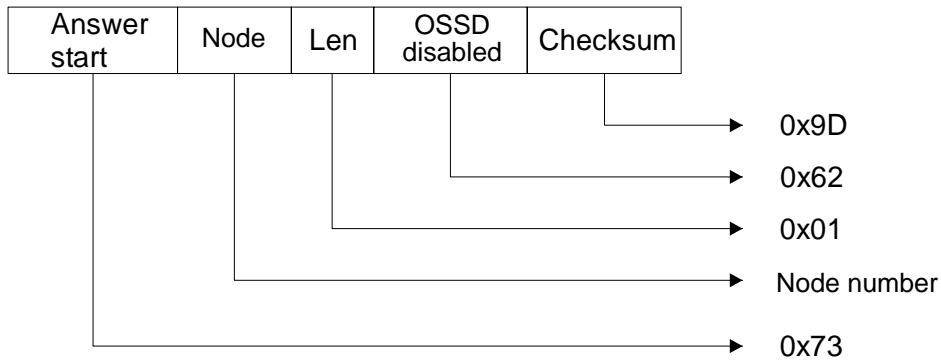 Answer
start
Node
Len
OSSD
disabled
Checksum
0x9D
0x62
0x01
Node number
0x73